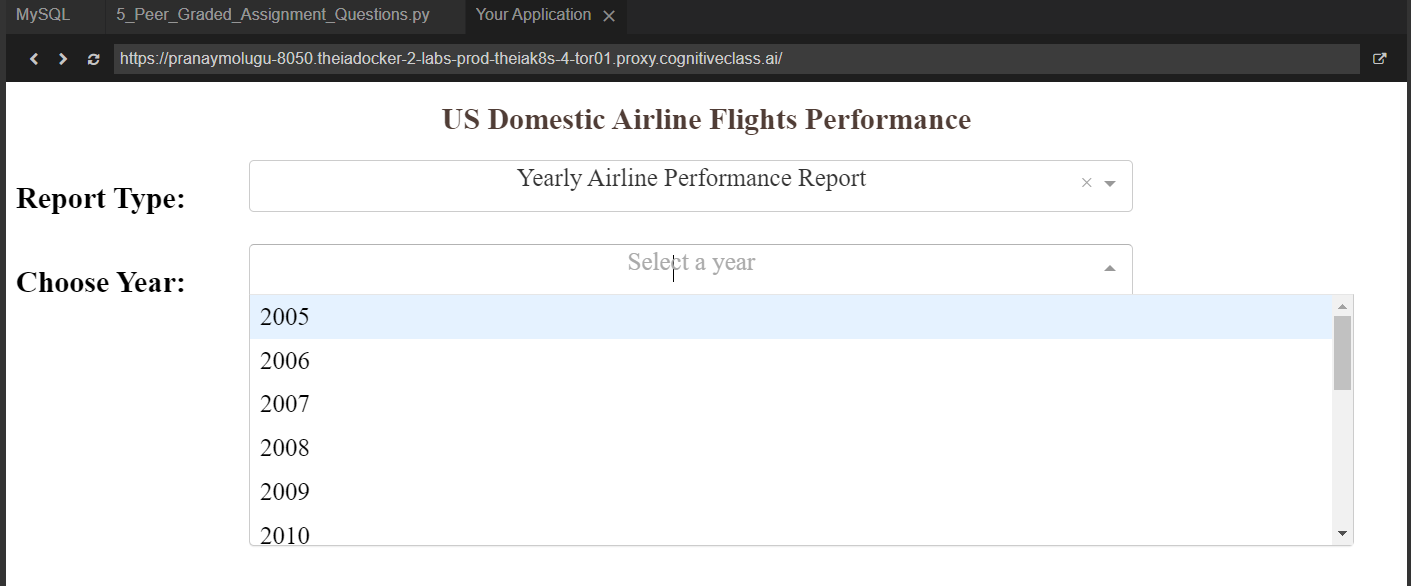 MySQL 5_Peer_Graded_Assignment_Questions.py Your Application
https://pranaymolugu-8050.theiadocker-2-labs-prod-theiak8s-4-tor01.proxy.cognitiveclass.ai/
US Domestic Airline Flights Performance
Report Type: Yearly Airline Performance Report
Choose Year: Select a year
2005
2006
2007
2008
2009
2010